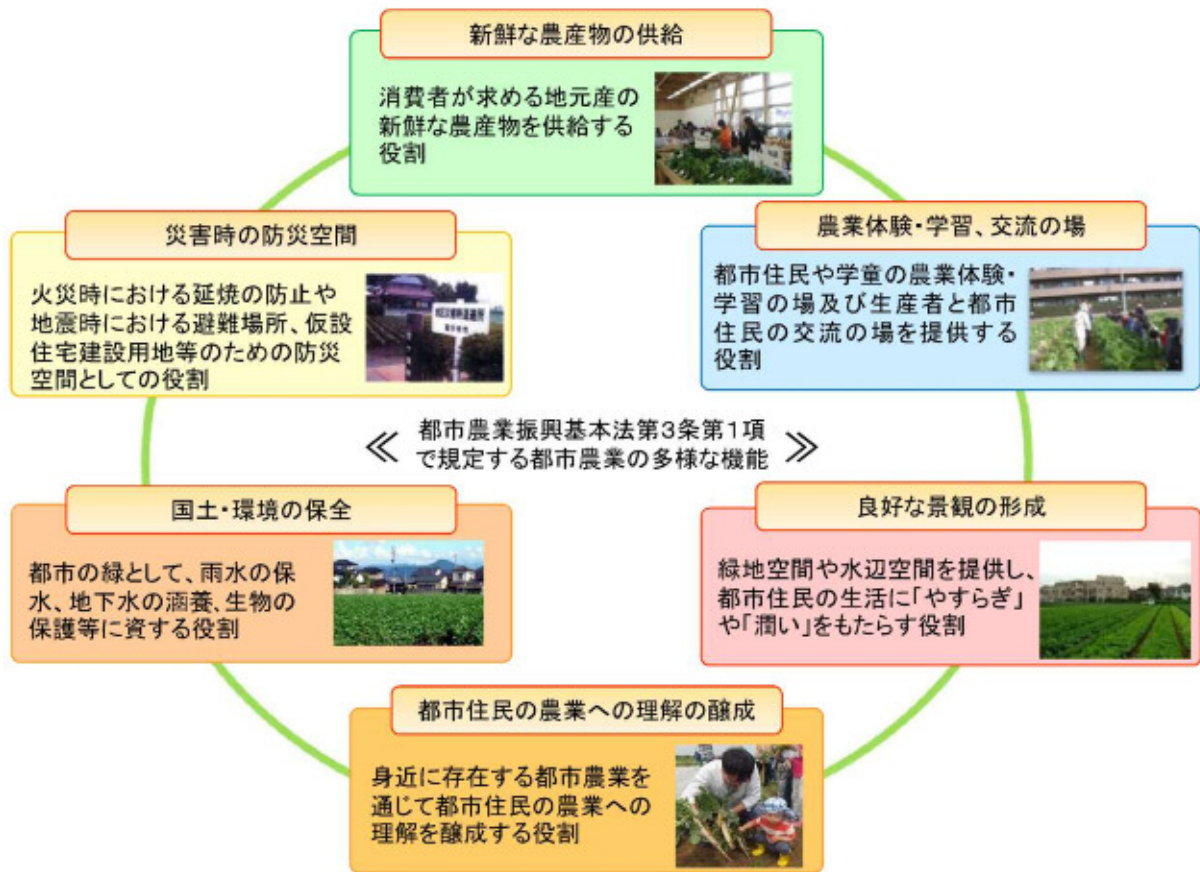 新鮮な農産物の供給
消費者が求める地元産の
新鮮な農産物を供給する
役割
災害時の防災空間
火災時における延焼の防止や
地震時における避難場所、仮設
住宅建設用地等のための防災
空間としての役割
農業体験・学習、交流の場
都市住民や学童の農業体験・
学習の場及び生産者と都市
住民の交流の場を提供する
役割
≪ 都市農業振興基本法第3条第1項 ≫
で規定する都市農業の多様な機能
国土・環境の保全
都市の緑として、雨水の保
水、地下水の涵養、生物の
保護等に資する役割
良好な景観の形成
緑地空間や水辺空間を提供し、
都市住民の生活に「やすらぎ」
や「潤い」をもたらす役割
都市住民の農業への理解の醸成
身近に存在する都市農業を
通じて都市住民の農業への
理解を醸成する役割